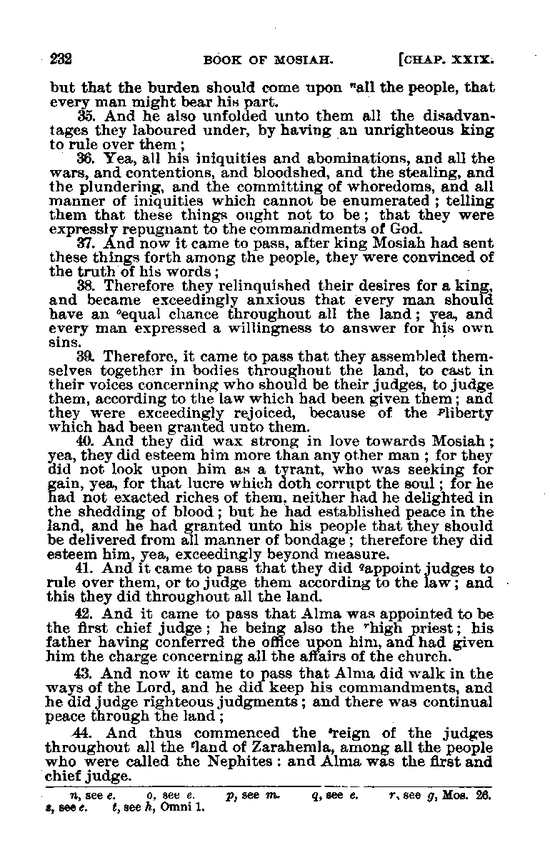 232 BOOK OF MOSIAH. [CHAP. XXIX.
but that the burden should come upon ⁿall the people, that
every man might bear his part.
35. And he also unfolded unto them all the disadvan-
tages they laboured under, by having an unrighteous king
to rule over them ;
36. Yea, all his iniquities and abominations, and all the
wars, and contentions, and bloodshed, and the stealing, and
the plundering, and the committing of whoredoms, and all
manner of iniquities which cannot be enumerated ; telling
them that these things ought not to be ; that they were
expressly repugnant to the commandments of God.
37. And now it came to pass, after king Mosiah had sent
these things forth among the people, they were convinced of
the truth of his words ;
38. Therefore they relinquished their desires for a king,
and became exceedingly anxious that every man should
have an ᵒequal chance throughout all the land ; yea, and
every man expressed a willingness to answer for his own
sins.
39. Therefore, it came to pass that they assembled them-
selves together in bodies throughout the land, to cast in
their voices concerning who should be their judges, to judge
them, according to the law which had been given them ; and
they were exceedingly rejoiced, because of the ᵖliberty
which had been granted unto them.
40. And they did wax strong in love towards Mosiah ;
yea, they did esteem him more than any other man ; for they
did not look upon him as a tyrant, who was seeking for
gain, yea, for that lucre which doth corrupt the soul ; for he
had not exacted riches of them, neither had he delighted in
the shedding of blood ; but he had established peace in the
land, and he had granted unto his people that they should
be delivered from all manner of bondage ; therefore they did
esteem him, yea, exceedingly beyond measure.
41. And it came to pass that they did qappoint judges to
rule over them, or to judge them according to the law ; and
this they did throughout all the land.
42. And it came to pass that Alma was appointed to be
the first chief judge ; he being also the ʳhigh priest ; his
father having conferred the office upon him, and had given
him the charge concerning all the affairs of the church.
43. And now it came to pass that Alma did walk in the
ways of the Lord, and he did keep his commandments, and
he did judge righteous judgments ; and there was continual
peace through the land ;
44. And thus commenced the ˢreign of the judges
throughout all the ᵗland of Zarahemla, among all the people
who were called the Nephites : and Alma was the first and
chief judge.
n, see e. o, see e. p, see m. q, see e. r, see g, Mos. 26.
s, see e. t, see h, Omni 1.